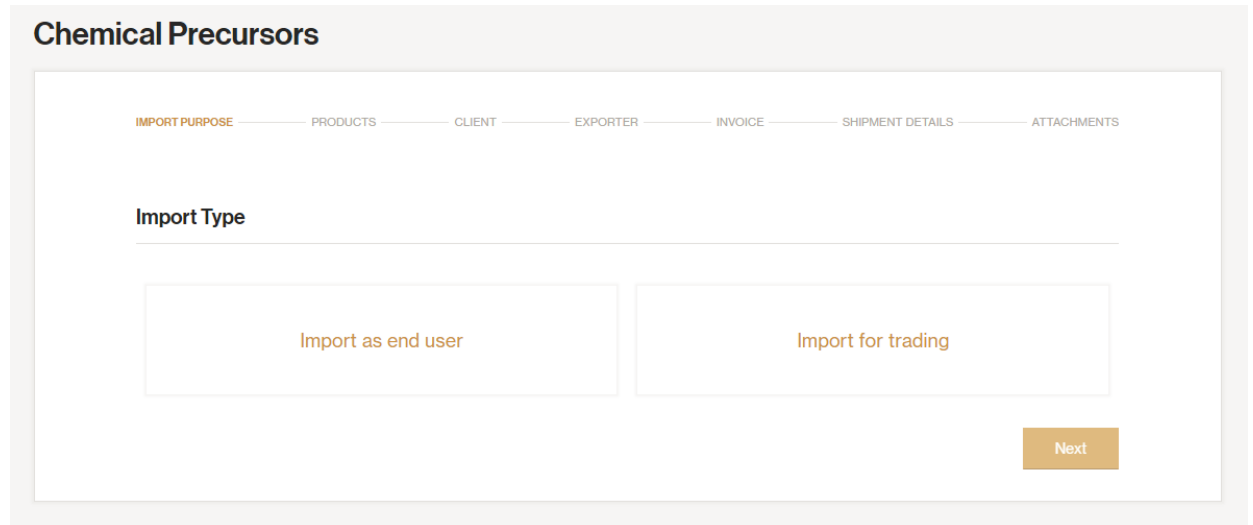 Chemical Precursors
IMPORT PURPOSE PRODUCTS CLIENT EXPORTER INVOICE SHIPMENT DETAILS ATTACHMENTS
Import Type
Import as end user Import for trading
Next